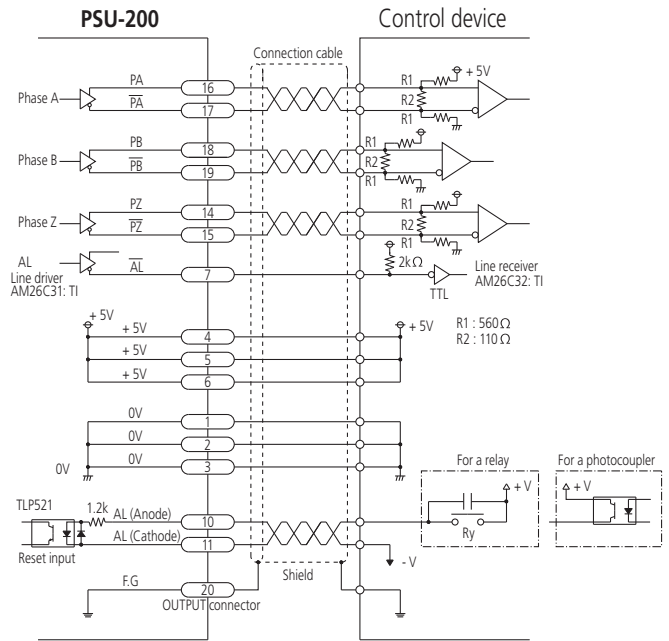 PSU-200 Control device
Connection cable
Phase A PA 16 R1 + 5V
PA 17 R2
R1
Phase B PB 18 R1
PB 19 R2
R1
Phase Z PZ 14 R1
PZ 15 R2
R1
AL AL 7 2kΩ
Line driver
AM26C31: TI
TTL
Line receiver
AM26C32: TI
R1 : 560Ω
R2 : 110Ω
+ 5V + 5V
+ 5V 4
+ 5V 5
+ 5V 6
0V 1
0V 2
0V 0V 3
For a relay For a photocoupler
+ V + V
Ry
TLP521 1.2k AL (Anode) 10
AL (Cathode) 11
Reset input
- V
Shield
F.G 20
OUTPUT connector